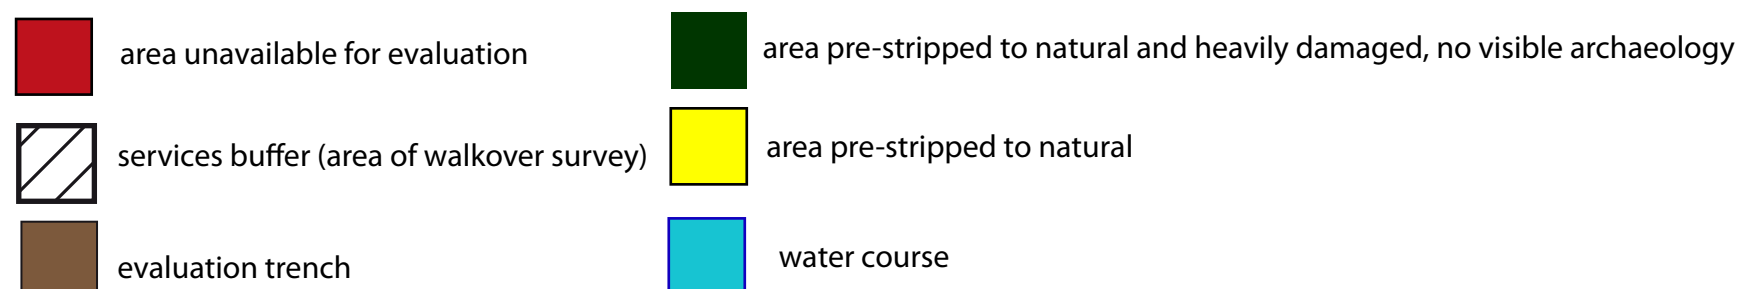 area unavailable for evaluation
services buffer (area of walkover survey)
evaluation trench
area pre-stripped to natural and heavily damaged, no visible archaeology
area pre-stripped to natural
water course